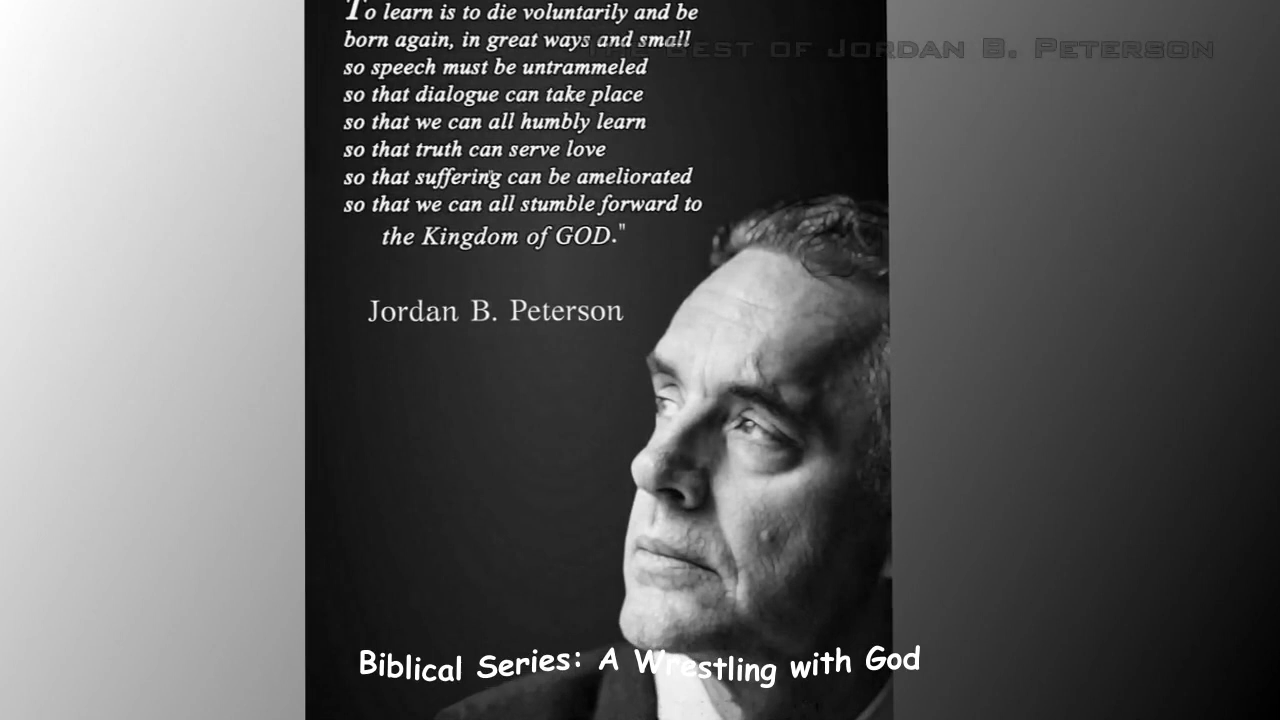 To learn is to die voluntarily and be
born again, in great ways and small
so speech must be untrammeled
so that dialogue can take place
so that we can all humbly learn
so that truth can serve love
so that suffering can be ameliorated
so that we can all stumble forward to
the Kingdom of GOD."
Jordan B. Peterson
Best of Jordan B. Peterson
Biblical Series: A Wrestling with God